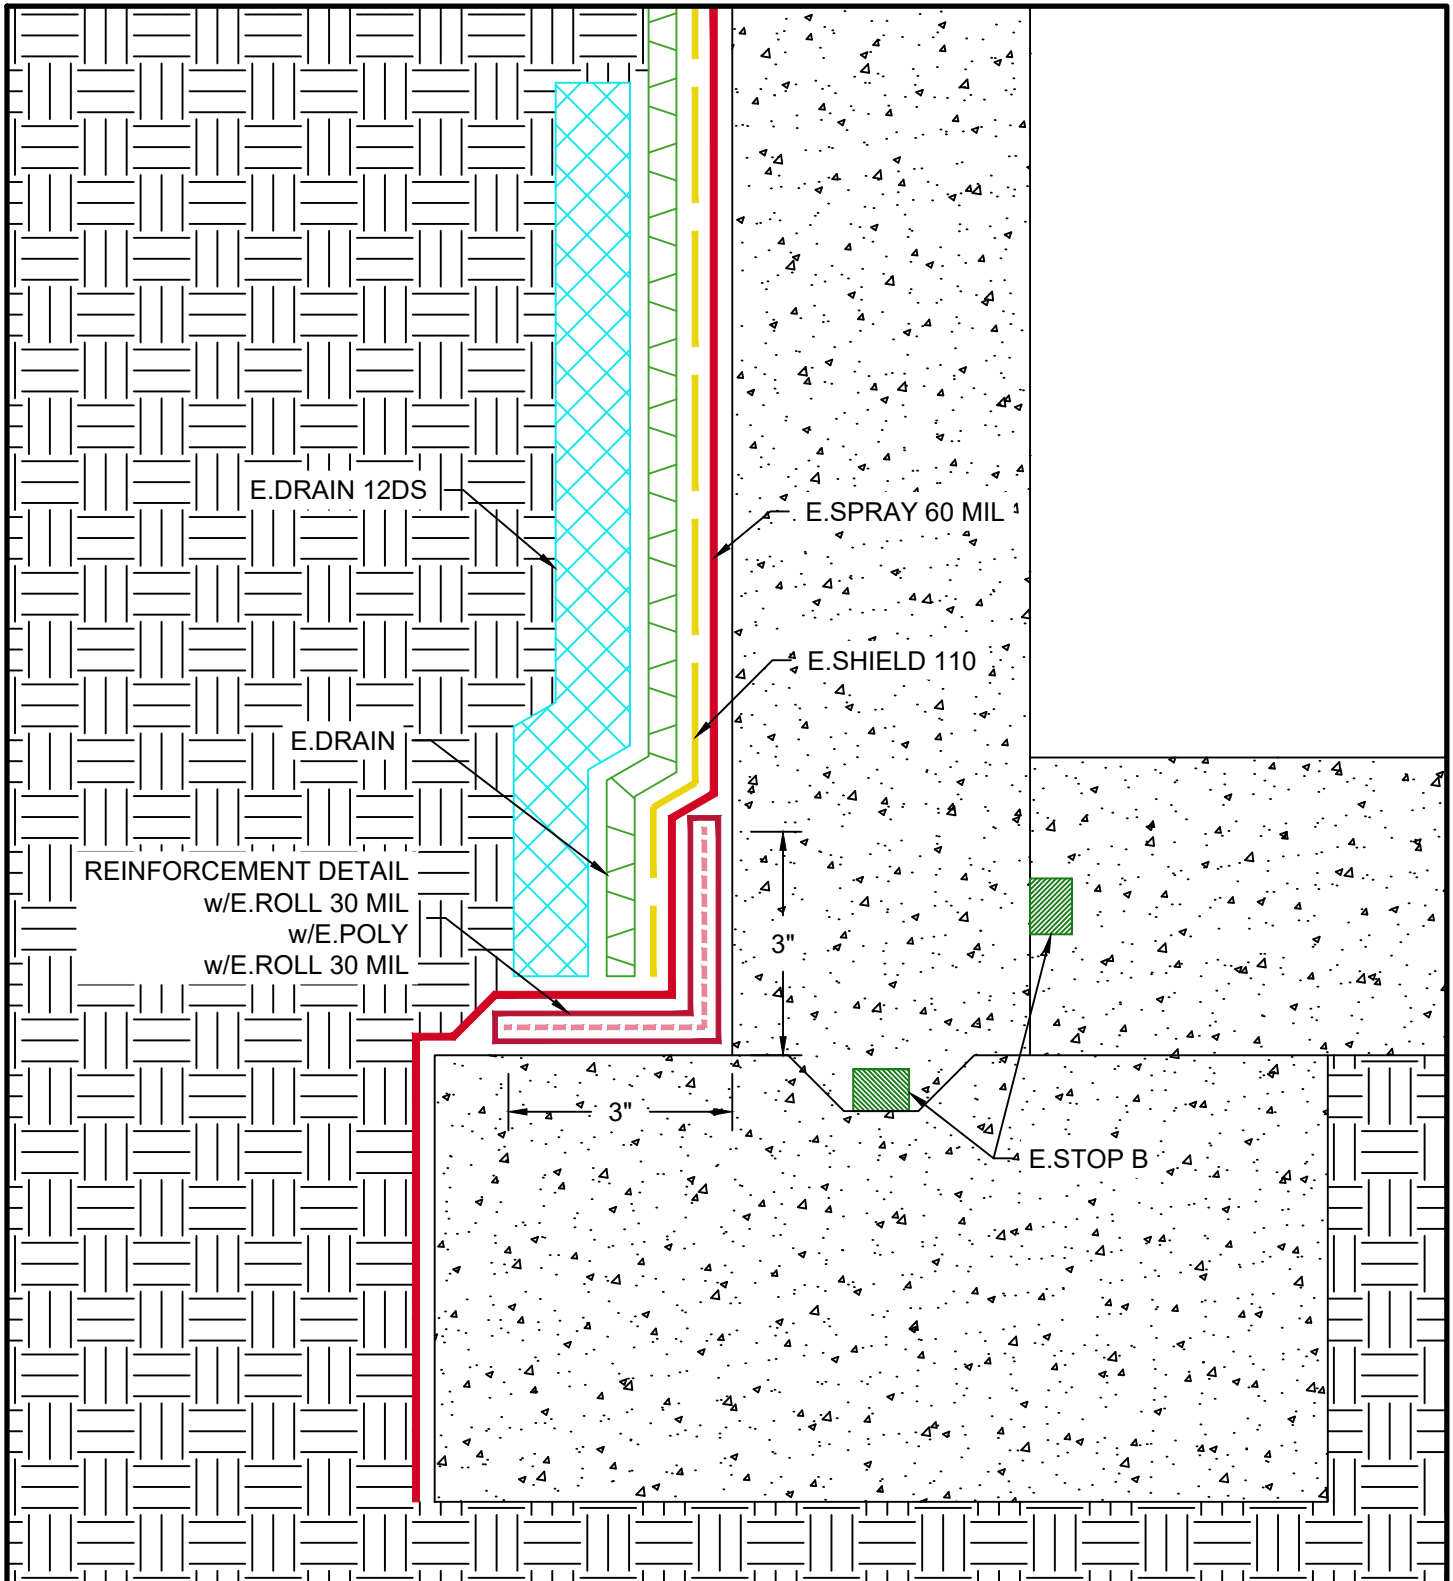 E.DRAIN 12DS
E.SPRAY 60 MIL
E.SHIELD 110
E.DRAIN
REINFORCEMENT DETAIL
w/E.ROLL 30 MIL
w/E.POLY
w/E.ROLL 30 MIL
3"
3"
E.STOP B